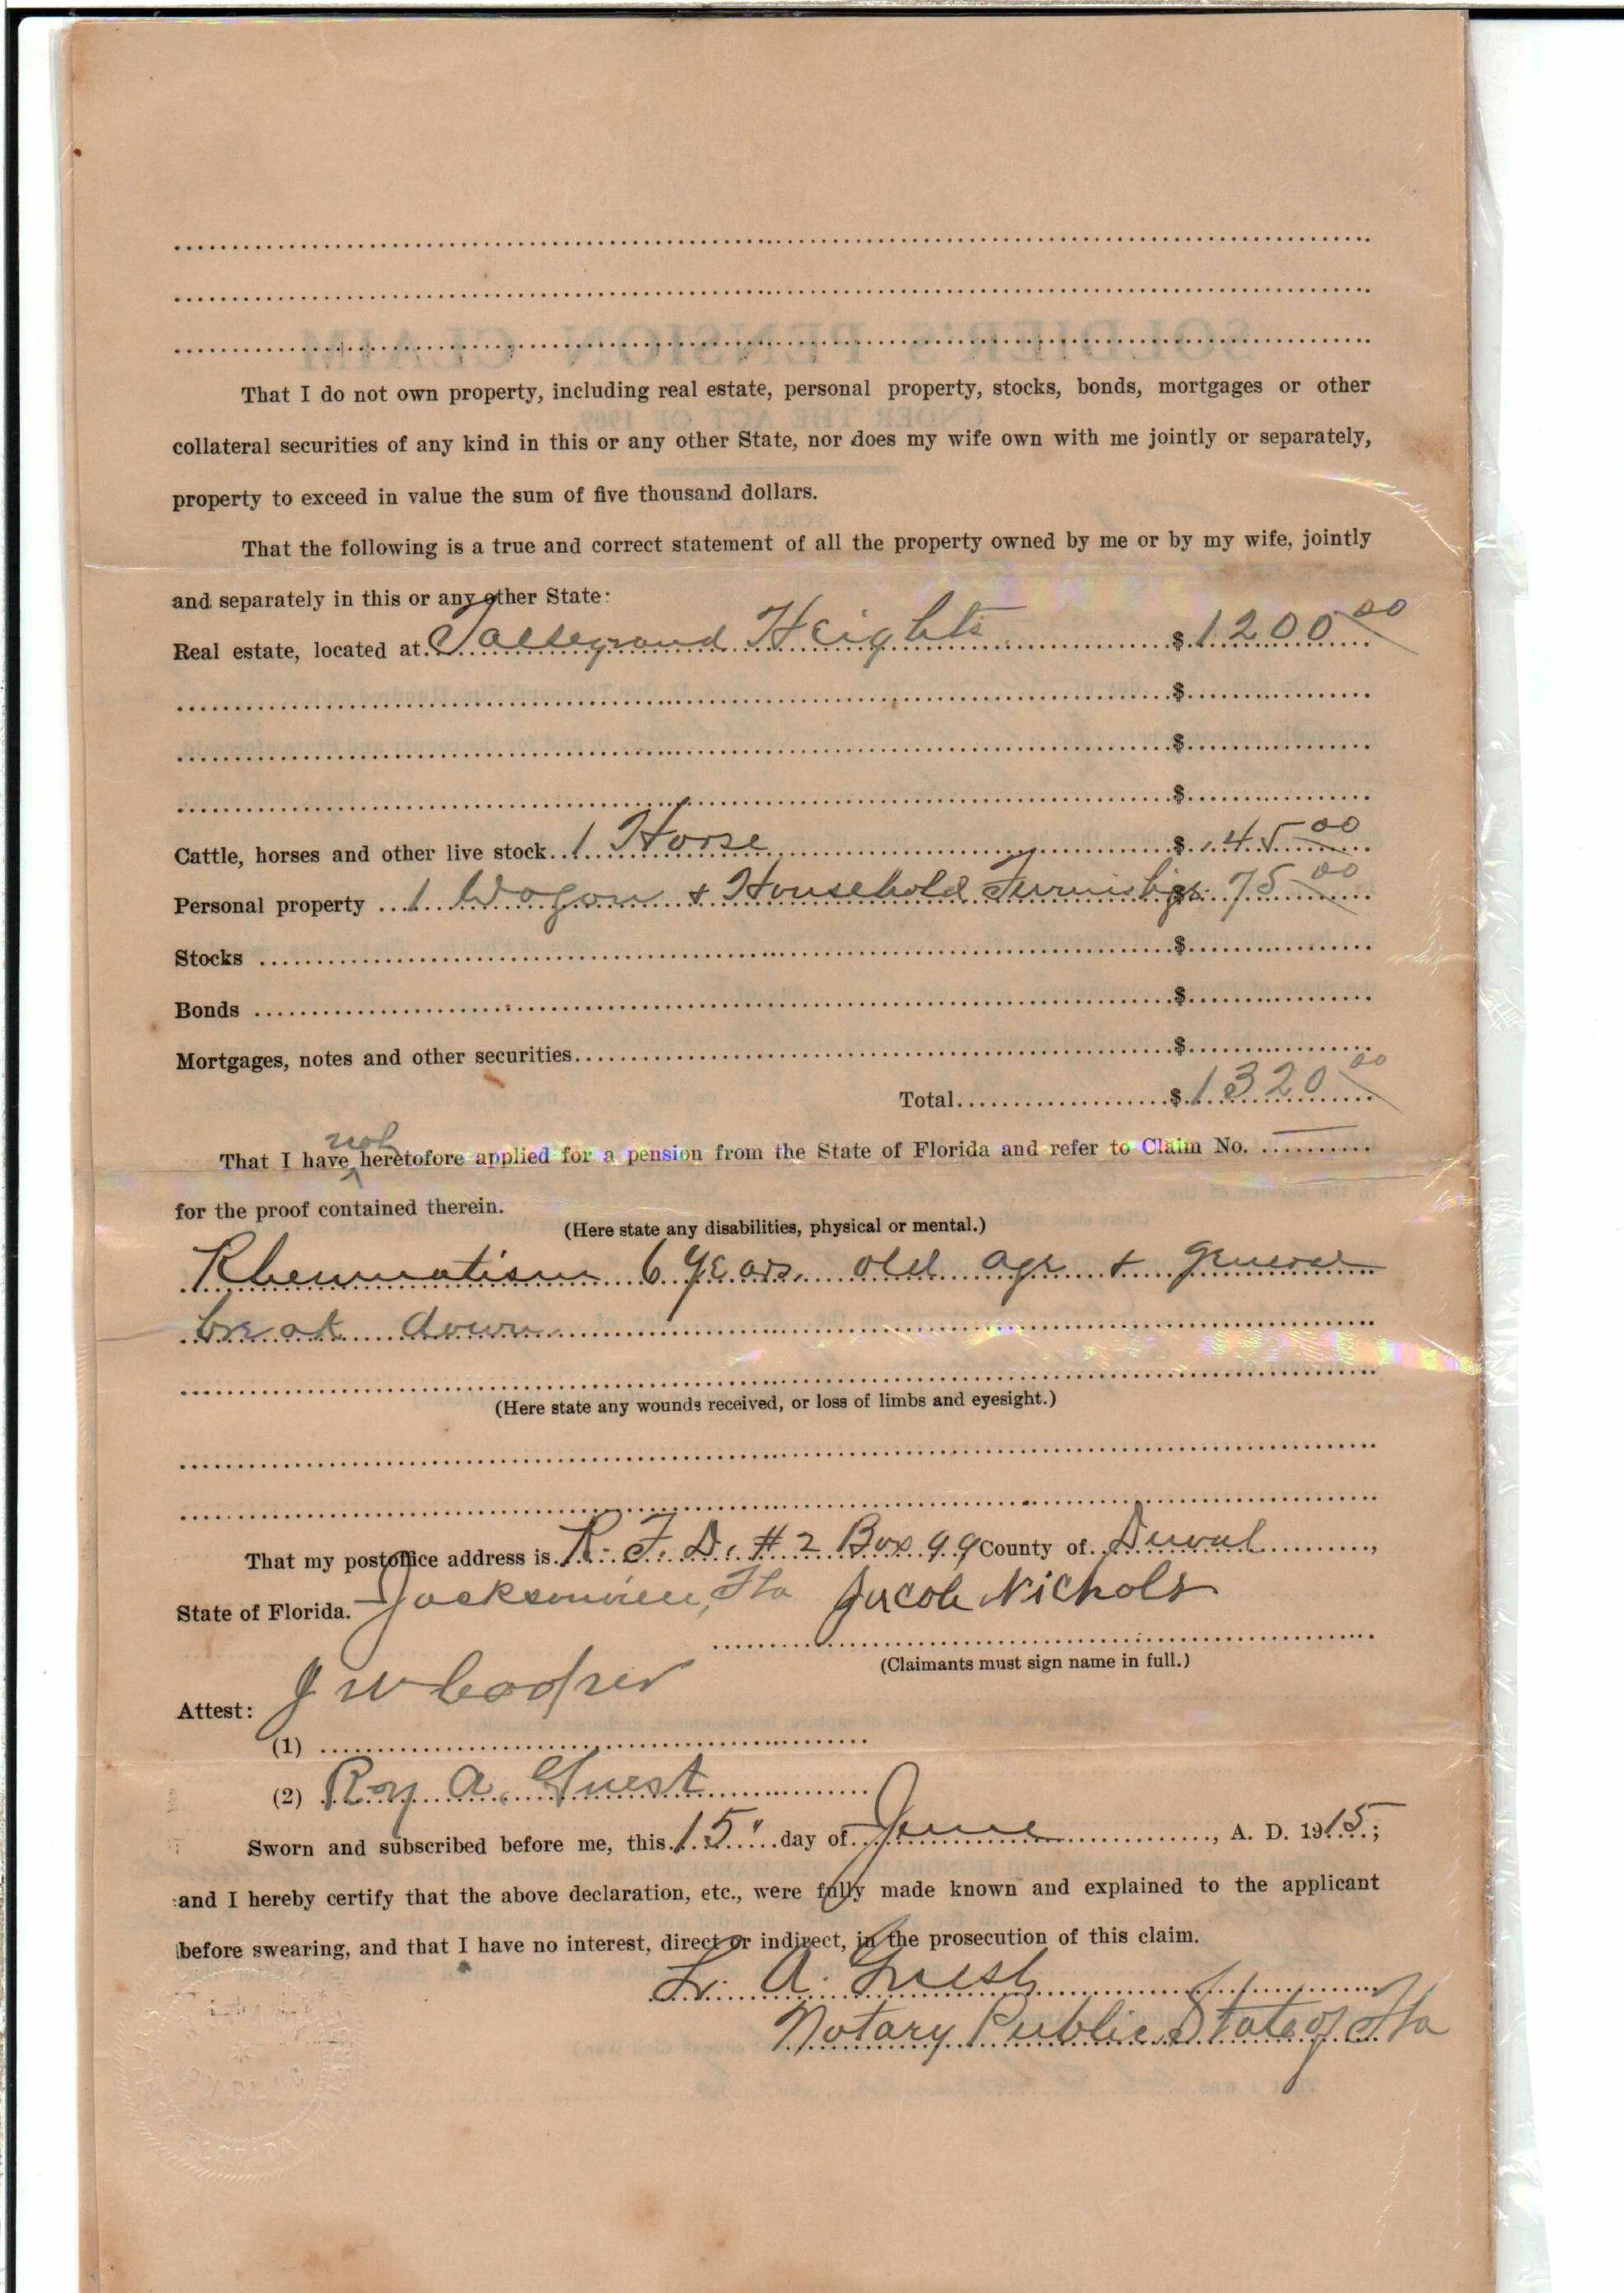 SOLDIER'S PENSION CLAIM
UNDER THE ACT OF 1909
That I do not own property, including real estate, personal property, stocks, bonds, mortgages or other
collateral securities of any kind in this or any other State, nor does my wife own with me jointly or separately,
property to exceed in value the sum of five thousand dollars.
That the following is a true and correct statement of all the property owned by me or by my wife, jointly
and separately in this or any other State:
Real estate, located at Tallegrand Heights $ 1200 00
$
$
$
Cattle, horses and other live stock 1 Horse $ 45 00
Personal property 1 Wagon & Household Furnishgs $ 75 00
Stocks $
Bonds $
Mortgages, notes and other securities $
Total $ 1320 00
That I have not heretofore applied for a pension from the State of Florida and refer to Claim No.
for the proof contained therein.
(Here state any disabilities, physical or mental.)
Rheumatism 6 Years, old age & general
break down
(Here state any wounds received, or loss of limbs and eyesight.)
That my postoffice address is R. F. D. # 2 Box 99 County of Duval,
State of Florida. Jacksonville, Fla Jacob Nichols
(Claimants must sign name in full.)
Attest: J W Cooper
(1)
(2) Roy A. Guest
Sworn and subscribed before me, this 15" day of June, A. D. 1915;
and I hereby certify that the above declaration, etc., were fully made known and explained to the applicant
before swearing, and that I have no interest, direct or indirect, in the prosecution of this claim.
L. A. Guest
Notary Public State of Fla